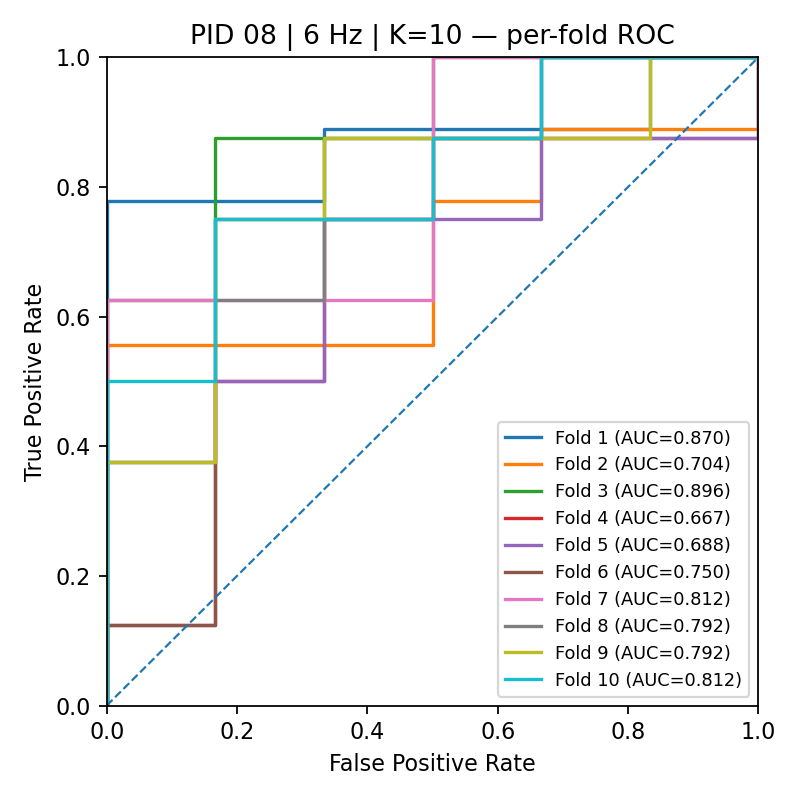 PID 08 | 6 Hz | K=10 — per-fold ROC
1.0
0.8
0.6
0.4
0.2
0.0
True Positive Rate
Fold 1 (AUC=0.870)
Fold 2 (AUC=0.704)
Fold 3 (AUC=0.896)
Fold 4 (AUC=0.667)
Fold 5 (AUC=0.688)
Fold 6 (AUC=0.750)
Fold 7 (AUC=0.812)
Fold 8 (AUC=0.792)
Fold 9 (AUC=0.792)
Fold 10 (AUC=0.812)
0.0 0.2 0.4 0.6 0.8 1.0
False Positive Rate